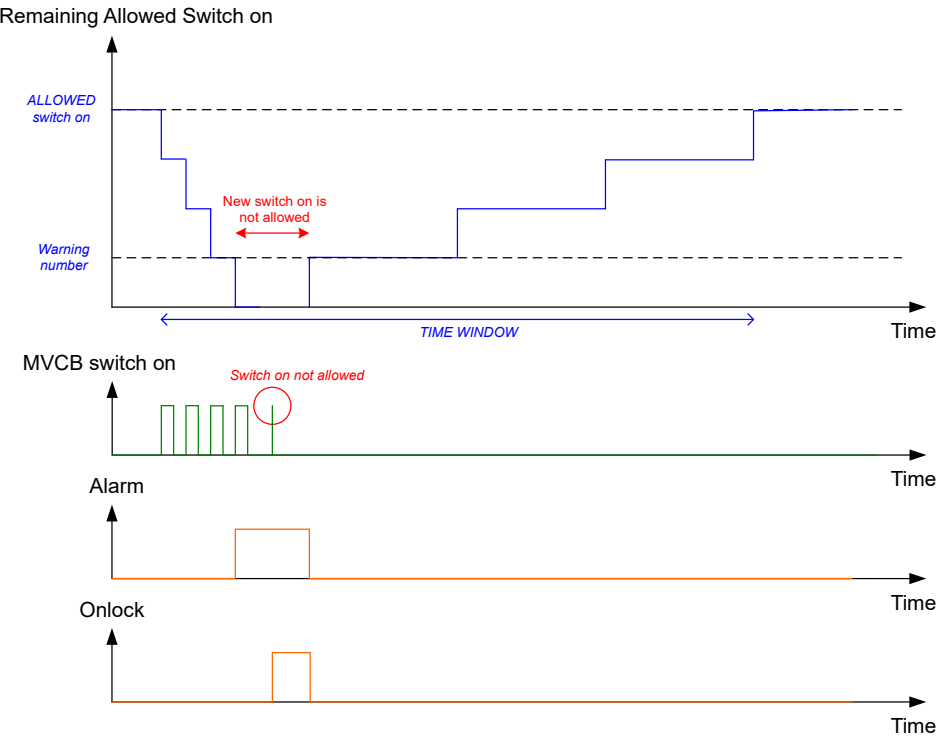 Remaining Allowed Switch on
ALLOWED
switch on
New switch on is
not allowed
Warning
number
Time
TIME WINDOW
MVCB switch on
Switch on not allowed
Time
Alarm
Time
Onlock
Time